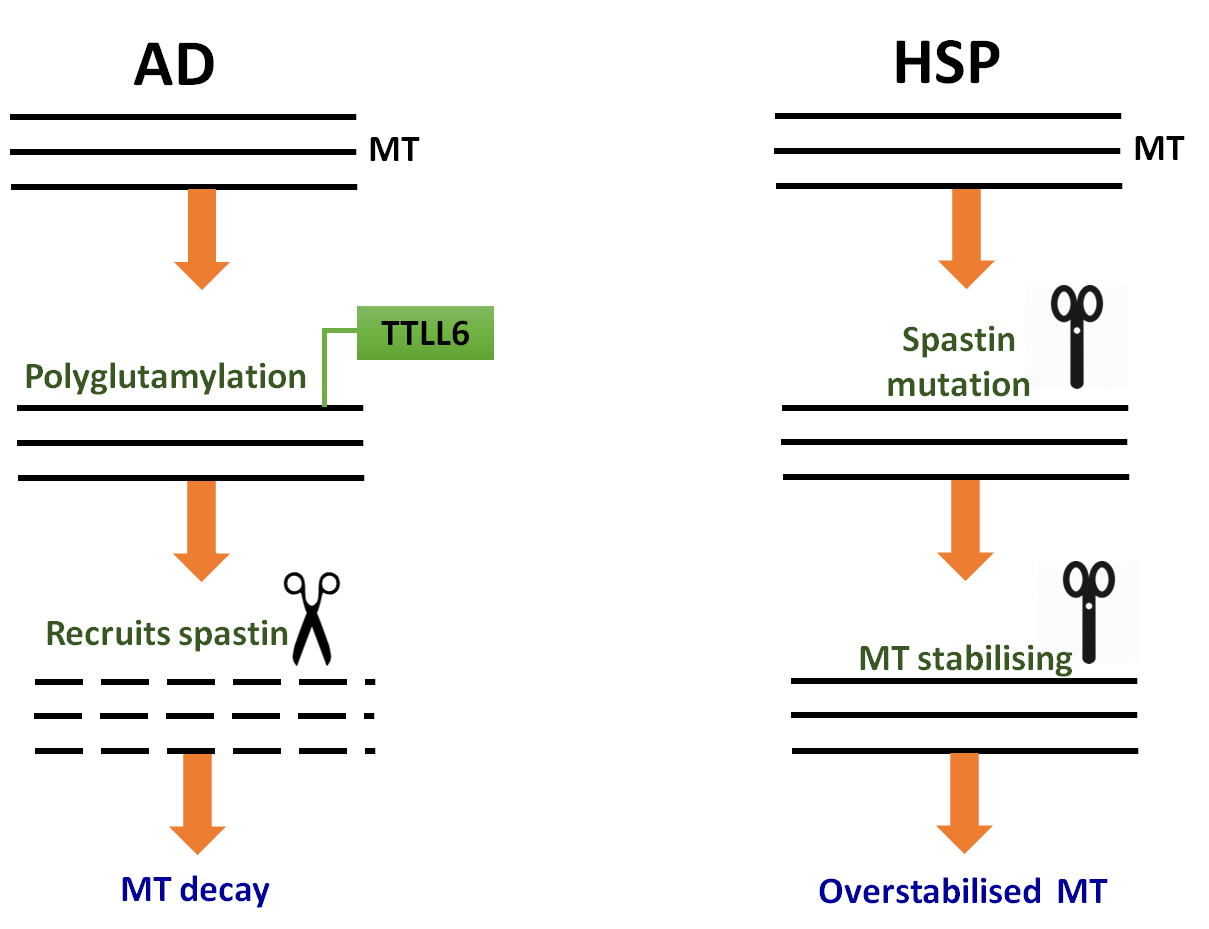 AD
MT
TTLL6
Polyglutamylation
Recruits spastin
MT decay
HSP
MT
Spastin
mutation
MT stabilising
Overstabilised MT